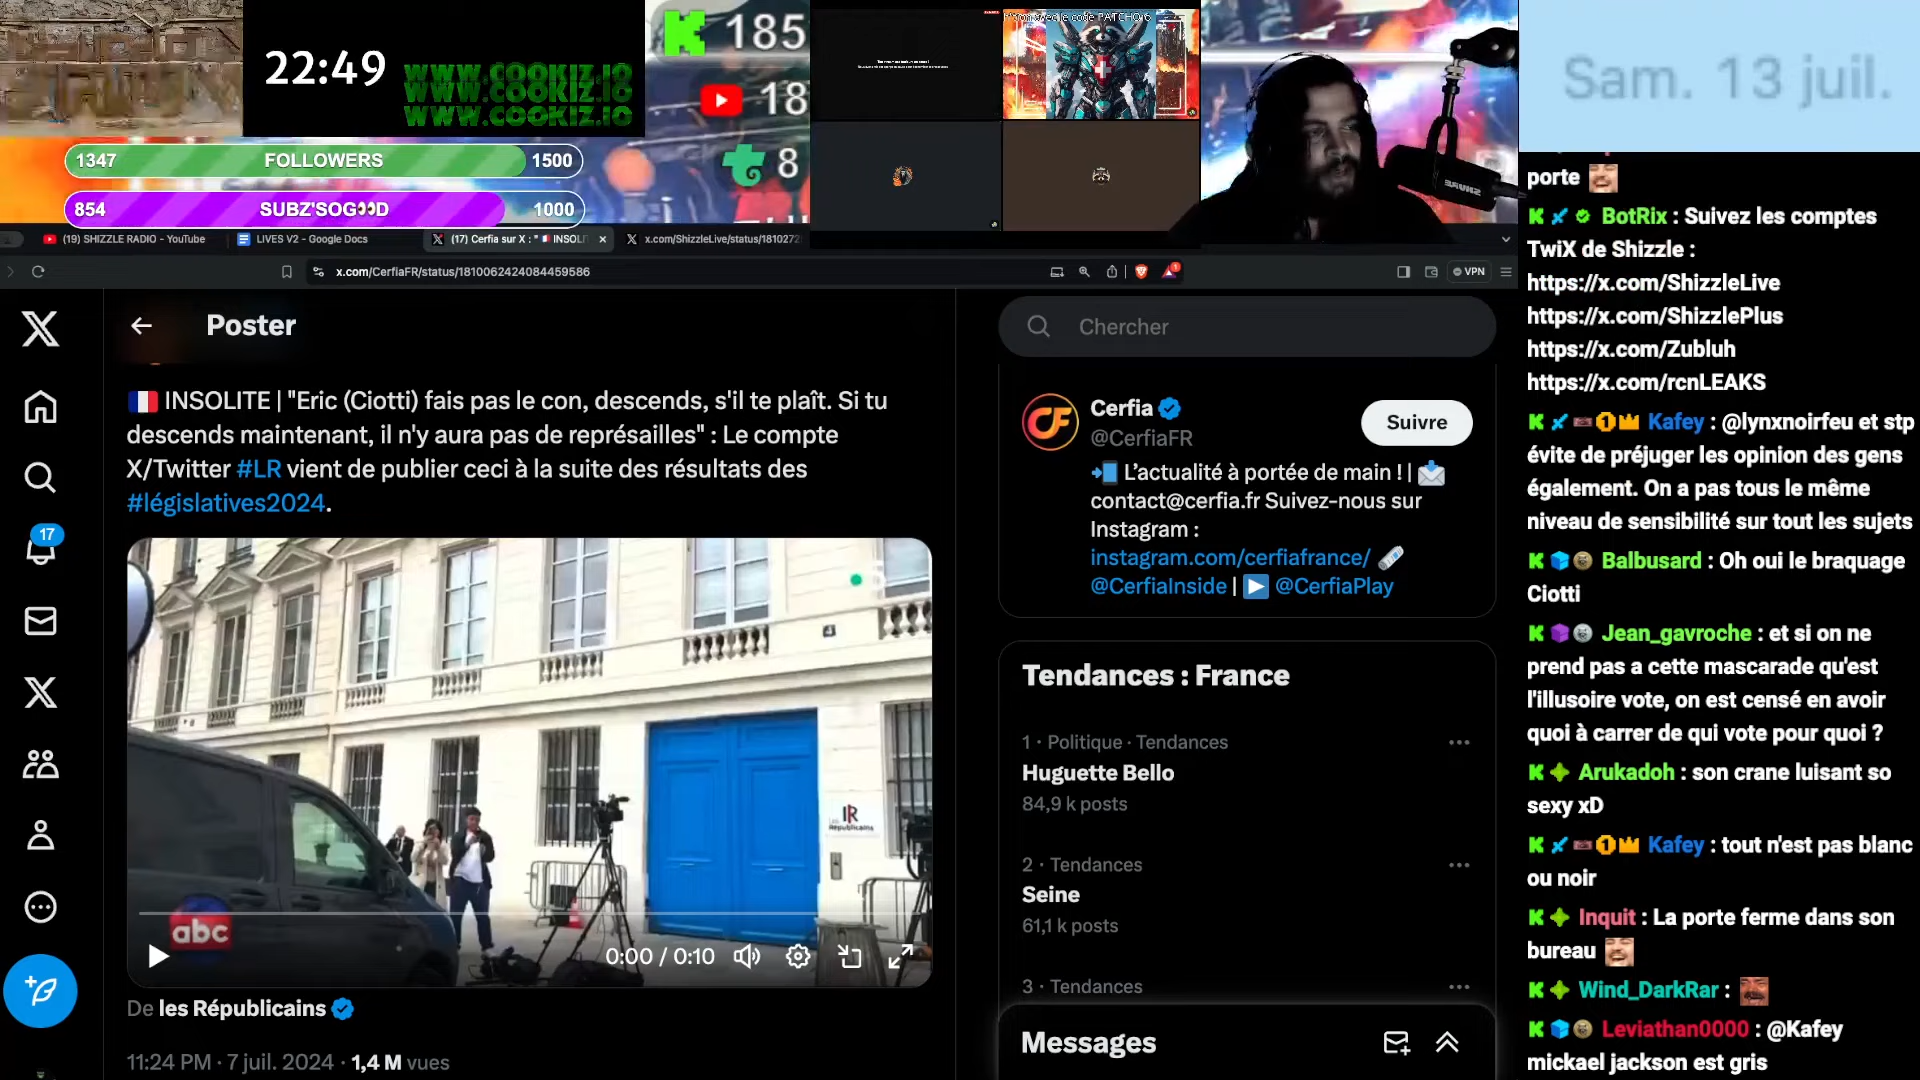 22:49
WWW.COOKIZ.IO
WWW.COOKIZ.IO
WWW.COOKIZ.IO
1347 FOLLOWERS 1500
854 SUBZ'SOG👀D 1000
185
18
8
avec le code PATCHO
Sam. 13 juil.
(19) SHIZZLE RADIO - YouTube
LIVES V2 - Google Docs
(17) Cerfia sur X : "🇫🇷 INSOLI
x.com/ShizzleLive/status/1810272
x.com/CerfiaFR/status/1810062424084459586
VPN
Poster
🇫🇷 INSOLITE | "Eric (Ciotti) fais pas le con, descends, s'il te plaît. Si tu
descends maintenant, il n'y aura pas de représailles" : Le compte
X/Twitter #LR vient de publier ceci à la suite des résultats des
#législatives2024.
4
les Républicains
abc
0:00 / 0:10
De les Républicains
11:24 PM · 7 juil. 2024 · 1,4 M vues
17
Chercher
Cerfia
@CerfiaFR
Suivre
📲 L'actualité à portée de main ! | 📩
contact@cerfia.fr Suivez-nous sur
Instagram :
instagram.com/cerfiafrance/ 🗞️
@CerfiaInside | ▶️ @CerfiaPlay
Tendances : France
1 · Politique · Tendances
Huguette Bello
84,9 k posts
2 · Tendances
Seine
61,1 k posts
3 · Tendances
Messages
porte
BotRix : Suivez les comptes
TwiX de Shizzle :
https://x.com/ShizzleLive
https://x.com/ShizzlePlus
https://x.com/Zubluh
https://x.com/rcnLEAKS
Kafey : @lynxnoirfeu et stp
évite de préjuger les opinion des gens
également. On a pas tous le même
niveau de sensibilité sur tout les sujets
Balbusard : Oh oui le braquage
Ciotti
Jean_gavroche : et si on ne
prend pas a cette mascarade qu'est
l'illusoire vote, on est censé en avoir
quoi à carrer de qui vote pour quoi ?
Arukadoh : son crane luisant so
sexy xD
Kafey : tout n'est pas blanc
ou noir
Inquit : La porte ferme dans son
bureau
Wind_DarkRar :
Leviathan0000 : @Kafey
mickael jackson est gris